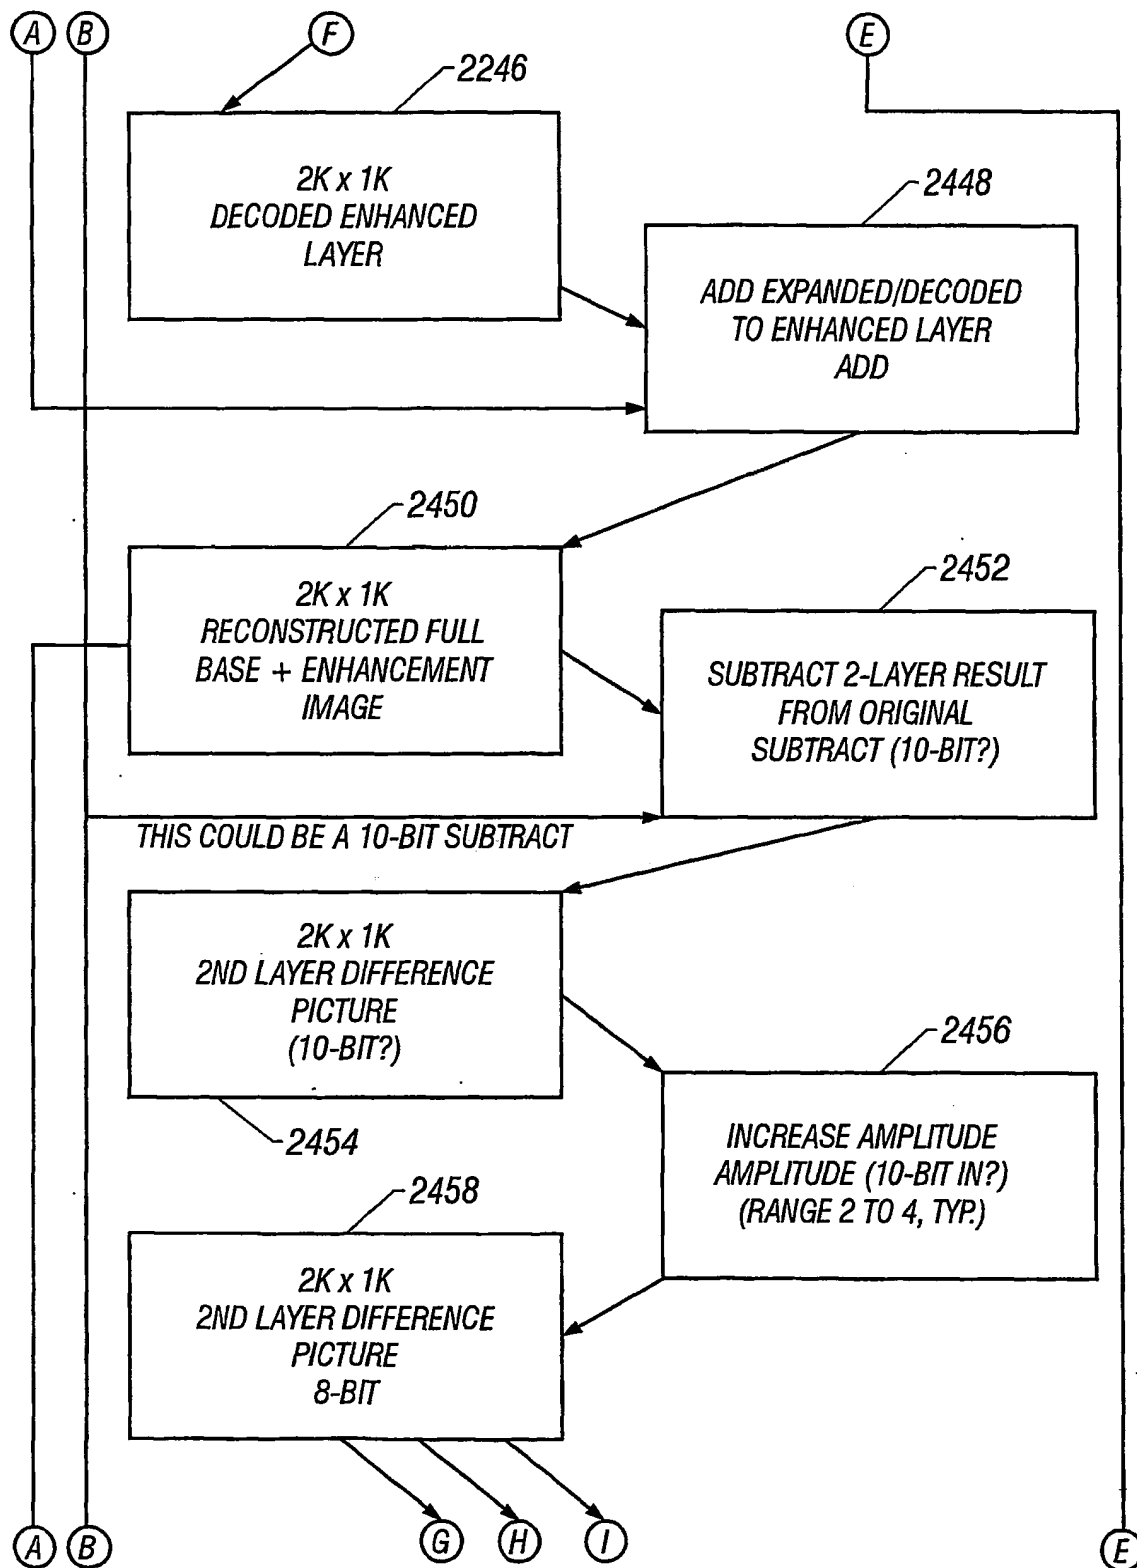 A B F E
2246
2K x 1K
DECODED ENHANCED
LAYER
2448
ADD EXPANDED/DECODED
TO ENHANCED LAYER
ADD
2450
2K x 1K
RECONSTRUCTED FULL
BASE + ENHANCEMENT
IMAGE
2452
SUBTRACT 2-LAYER RESULT
FROM ORIGINAL
SUBTRACT (10-BIT?)
THIS COULD BE A 10-BIT SUBTRACT
2K x 1K
2ND LAYER DIFFERENCE
PICTURE
(10-BIT?)
2454
2456
INCREASE AMPLITUDE
AMPLITUDE (10-BIT IN?)
(RANGE 2 TO 4, TYP.)
2458
2K x 1K
2ND LAYER DIFFERENCE
PICTURE
8-BIT
A B G H I E